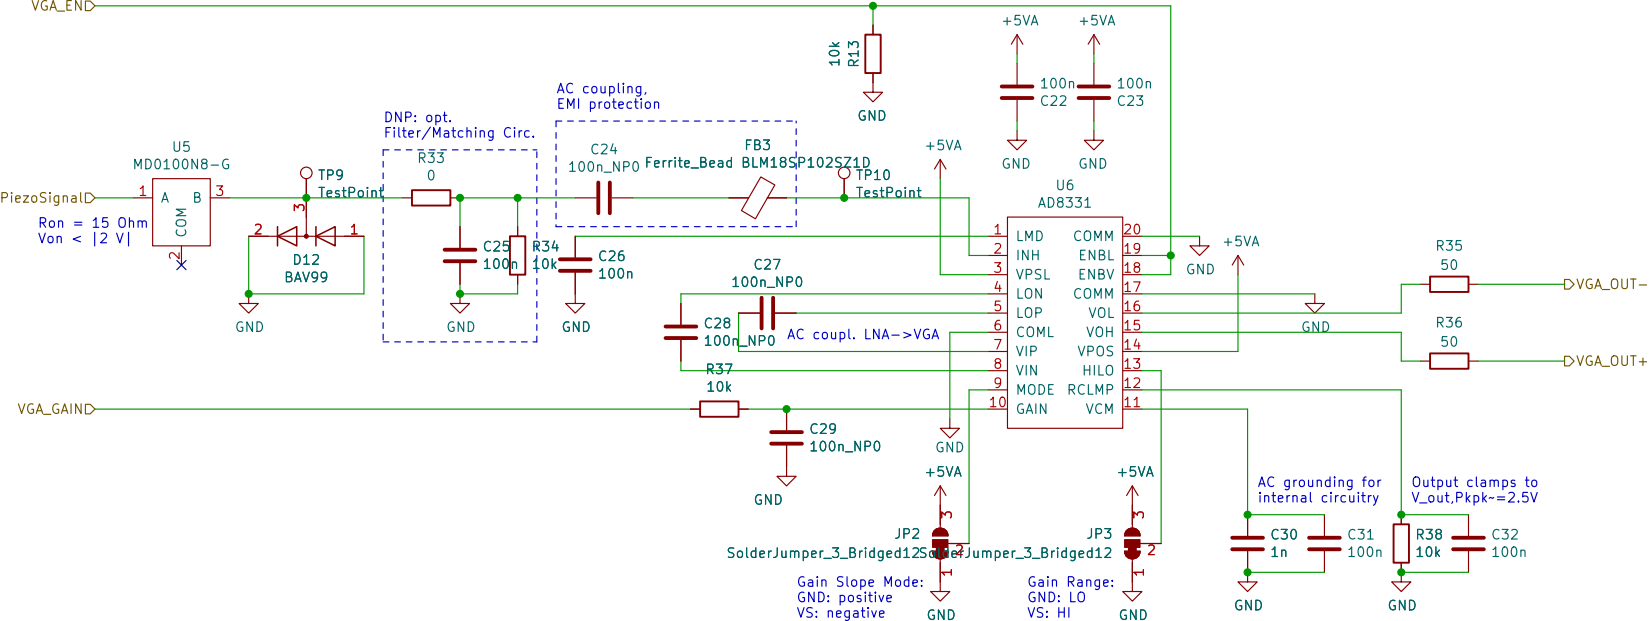 VGA_EN
10k
R13
+5VA
+5VA
100n
C22
100n
C23
GND
GND
GND
AC coupling,
EMI protection
DNP: opt.
Filter/Matching Circ.
U5
MD0100N8-G
PiezoSignal
1
A
B
3
COM
2
Ron = 15 Ohm
Von < |2 V|
TP9
TestPoint
3
2
1
D12
BAV99
GND
R33
0
C25
100n
R34
10k
GND
C24
100n_NP0
FB3
Ferrite_Bead BLM18SP102SZ1D
TP10
TestPoint
+5VA
C26
100n
GND
C27
100n_NP0
C28
100n_NP0
AC coupl. LNA->VGA
R37
10k
VGA_GAIN
C29
100n_NP0
GND
GND
U6
AD8331
1 LMD
2 INH
3 VPSL
4 LON
5 LOP
6 COML
7 VIP
8 VIN
9 MODE
10 GAIN
COMM 20
ENBL 19
ENBV 18
COMM 17
VOL 16
VOH 15
VPOS 14
HILO 13
RCLMP 12
VCM 11
GND
+5VA
GND
R35
50
VGA_OUT-
R36
50
VGA_OUT+
+5VA
3
JP2
SolderJumper_3_Bridged12
2
1
GND
Gain Slope Mode:
GND: positive
VS: negative
+5VA
3
JP3
SolderJumper_3_Bridged12
2
1
GND
Gain Range:
GND: LO
VS: HI
AC grounding for
internal circuitry
C30
1n
C31
100n
GND
Output clamps to
V_out,Pkpk~=2.5V
R38
10k
C32
100n
GND